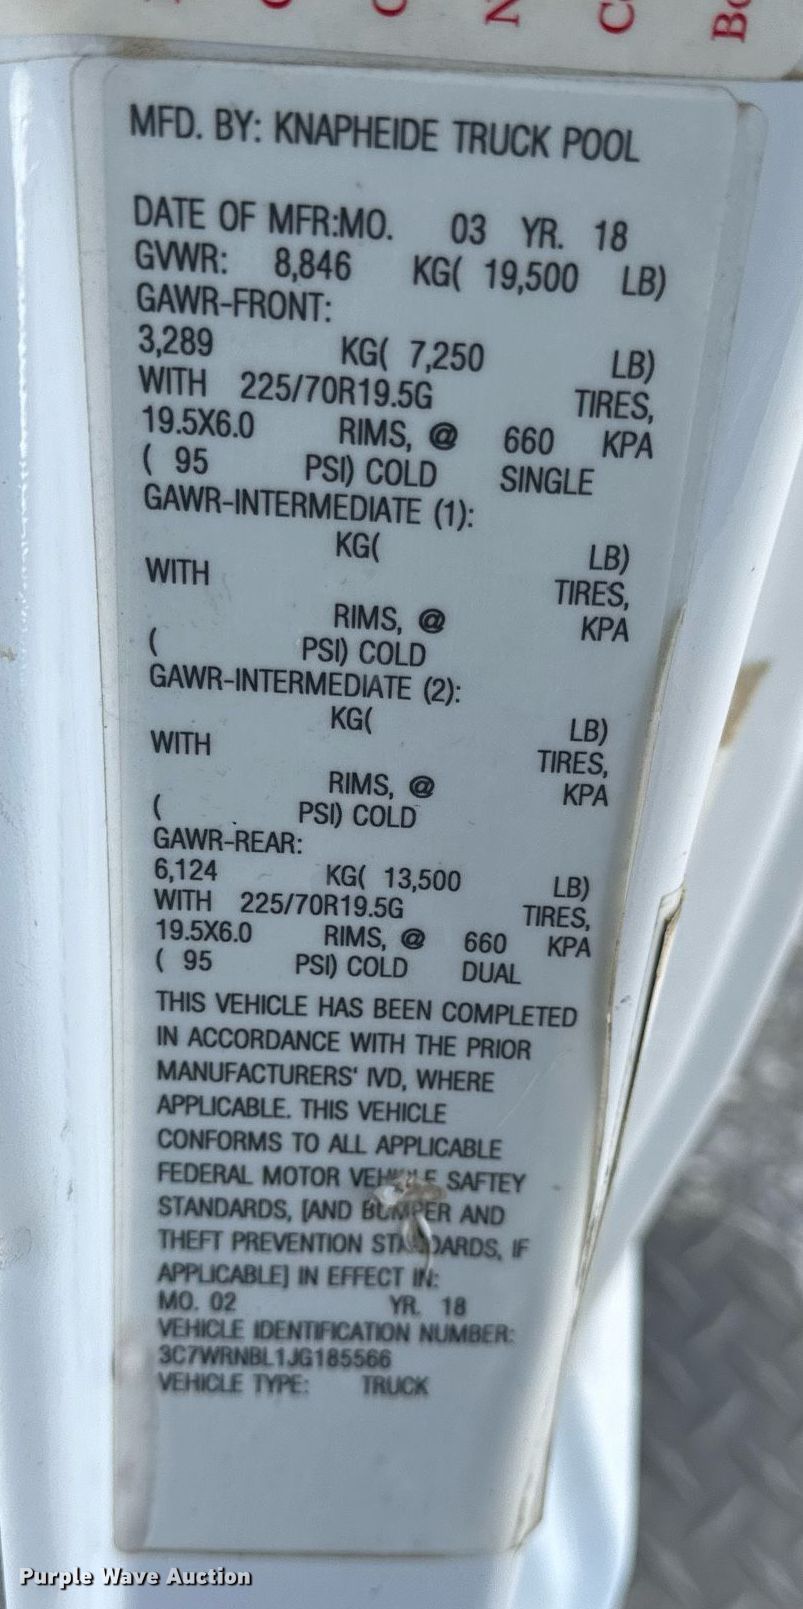 MFD. BY: KNAPHEIDE TRUCK POOL
DATE OF MFR:MO. 03 YR. 18
GVWR: 8,846 KG( 19,500 LB)
GAWR-FRONT:
3,289 KG( 7,250 LB)
WITH 225/70R19.5G TIRES,
19.5X6.0 RIMS, @ 660 KPA
( 95 PSI) COLD SINGLE
GAWR-INTERMEDIATE (1):
KG( LB)
WITH TIRES,
RIMS, @ KPA
( PSI) COLD
GAWR-INTERMEDIATE (2):
KG( LB)
WITH TIRES,
RIMS, @ KPA
( PSI) COLD
GAWR-REAR:
6,124 KG( 13,500 LB)
WITH 225/70R19.5G TIRES,
19.5X6.0 RIMS, @ 660 KPA
( 95 PSI) COLD DUAL
THIS VEHICLE HAS BEEN COMPLETED
IN ACCORDANCE WITH THE PRIOR
MANUFACTURERS' IVD, WHERE
APPLICABLE. THIS VEHICLE
CONFORMS TO ALL APPLICABLE
FEDERAL MOTOR VEHICLE SAFTEY
STANDARDS, [AND BUMPER AND
THEFT PREVENTION STANDARDS, IF
APPLICABLE] IN EFFECT IN:
MO. 02 YR. 18
VEHICLE IDENTIFICATION NUMBER:
3C7WRNBL1JG185566
VEHICLE TYPE: TRUCK
Purple Wave Auction